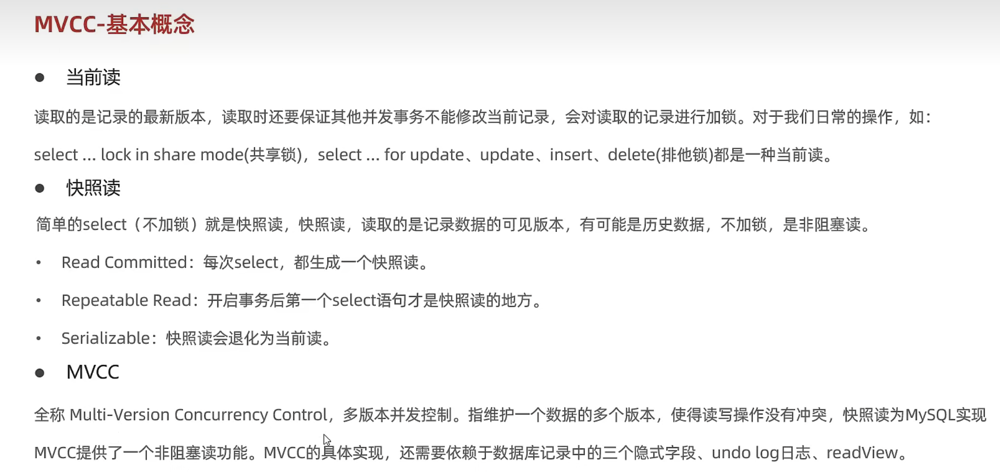 MVCC-基本概念
● 当前读
读取的是记录的最新版本，读取时还要保证其他并发事务不能修改当前记录，会对读取的记录进行加锁。对于我们日常的操作，如：
select ... lock in share mode(共享锁)，select ... for update、update、insert、delete(排他锁)都是一种当前读。
● 快照读
简单的select（不加锁）就是快照读，快照读，读取的是记录数据的可见版本，有可能是历史数据，不加锁，是非阻塞读。
• Read Committed：每次select，都生成一个快照读。
• Repeatable Read：开启事务后第一个select语句才是快照读的地方。
• Serializable：快照读会退化为当前读。
● MVCC
全称 Multi-Version Concurrency Control，多版本并发控制。指维护一个数据的多个版本，使得读写操作没有冲突，快照读为MySQL实现
MVCC提供了一个非阻塞读功能。MVCC的具体实现，还需要依赖于数据库记录中的三个隐式字段、undo log日志、readView。